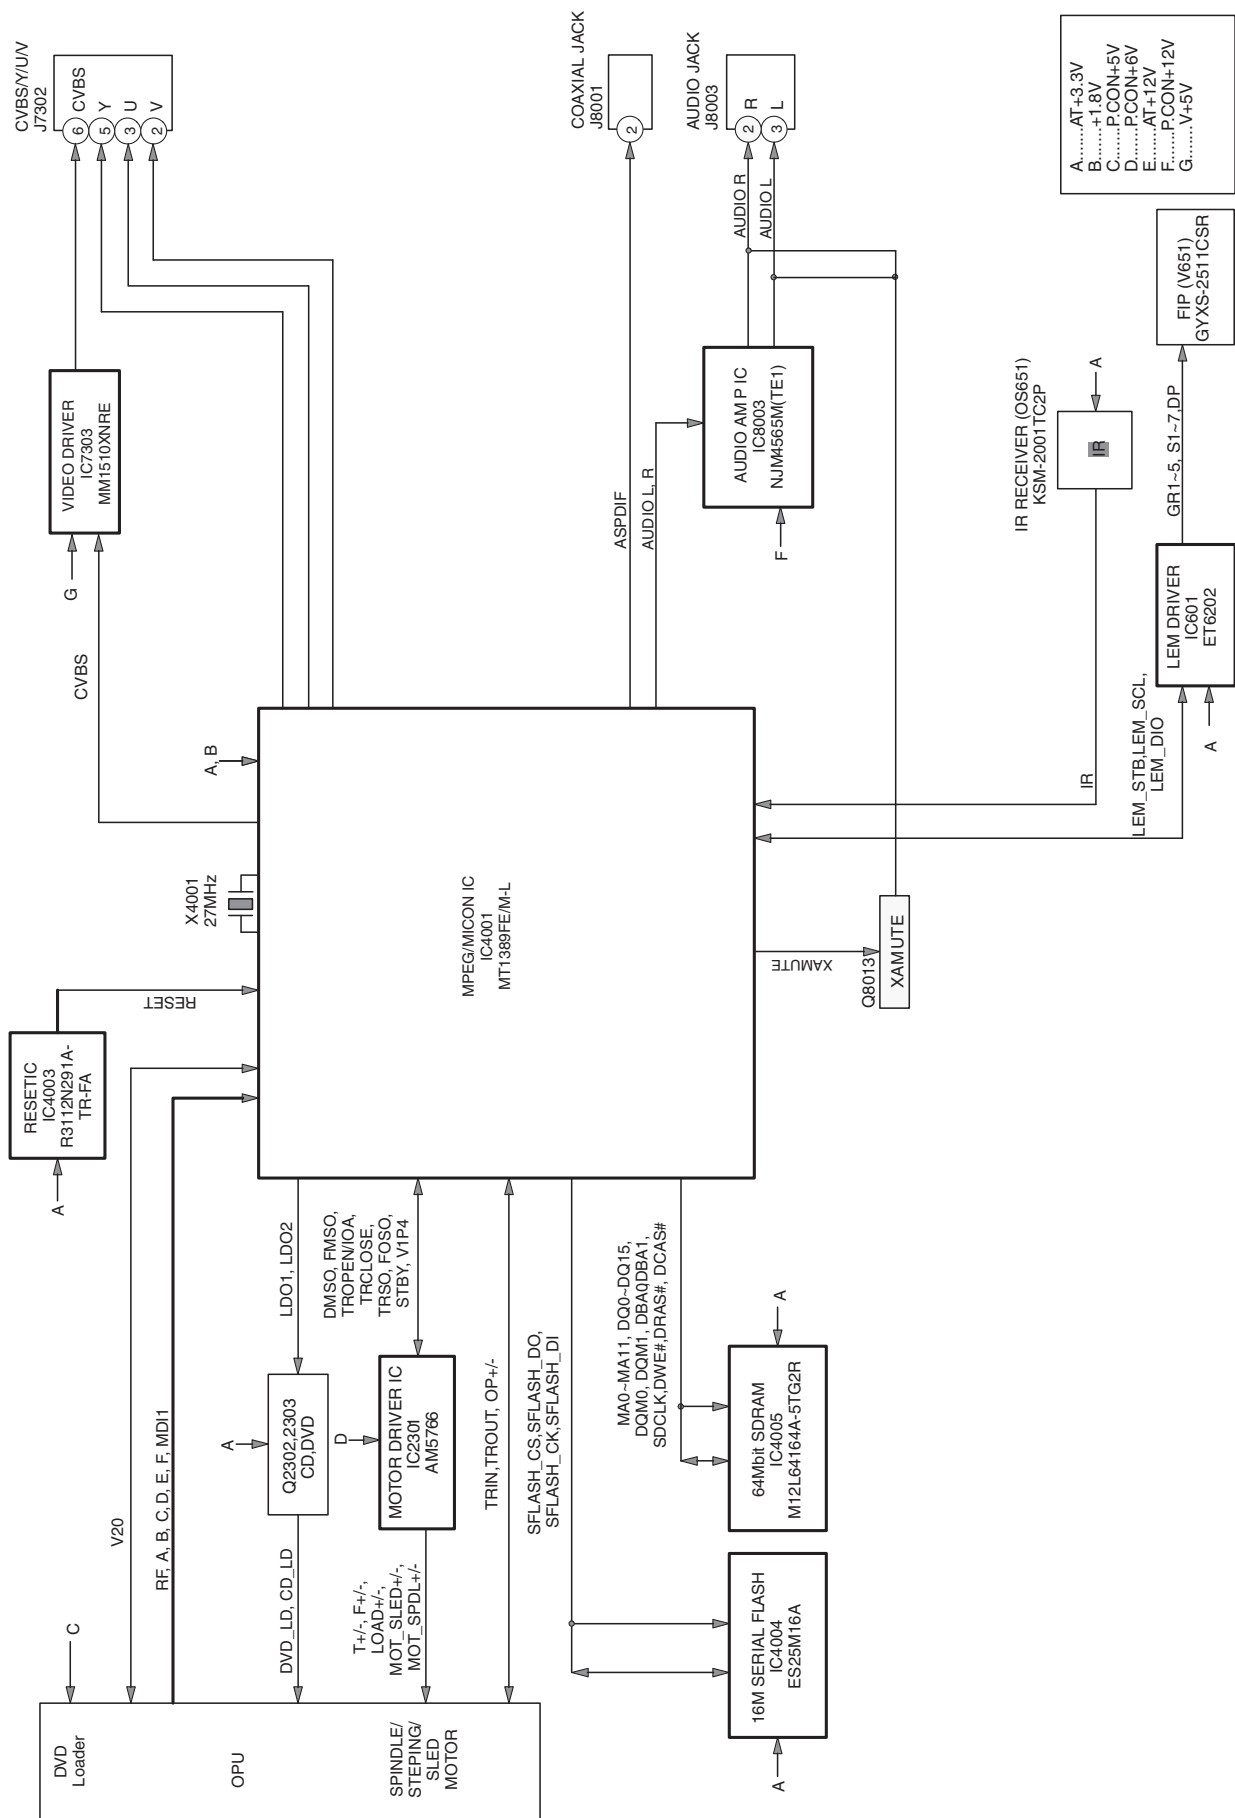 DVD
Loader
OPU
SPINDLE/
STEPING/
SLED
MOTOR
C
V20
RF, A, B, C, D, E, F, MDI1
DVD_LD, CD_LD
T+/-, F+/-,
LOAD+/-,
MOT_SLED+/-,
MOT_SPDL+/-
A
RESETIC
IC4003
R3112N291A-
TR-FA
RESET
A
Q2302,2303
CD,DVD
LDO1, LDO2
D
MOTOR DRIVER IC
IC2301
AM5766
DMSO, FMSO,
TROPEN/IOA,
TRCLOSE,
TRSO, FOSO,
STBY, V1P4
TRIN,TROUT, OP+/-
SFLASH_CS,SFLASH_DO,
SFLASH_CK,SFLASH_DI
A
16M SERIAL FLASH
IC4004
ES25M16A
MA0~MA11, DQ0~DQ15,
DQM0, DQM1, DBA0,DBA1,
SDCLK,DWE#,DRAS#, DCAS#
64Mbit SDRAM
IC4005
M12L64164A-5TG2R
A
X4001
27MHz
A, B
MPEG/MICON IC
IC4001
MT1389FE/M-L
XAMUTE
Q8013
XAMUTE
CVBS
G
VIDEO DRIVER
IC7303
MM1510XNRE
CVBS/Y/U/V
J7302
6 CVBS
5 Y
3 U
2 V
ASPDIF
COAXIAL JACK
J8001
2
AUDIO L, R
F
AUDIO AM P IC
IC8003
NJM4565M(TE1)
AUDIO R
AUDIO L
AUDIO JACK
J8003
2 R
3 L
IR
IR RECEIVER (OS651)
KSM-2001TC2P
IR
A
LEM_STB,LEM_SCL,
LEM_DIO
A
LEM DRIVER
IC601
ET6202
GR1~5, S1~7,DP
FIP (V651)
GYXS-2511CSR
A........AT+3.3V
B........+1.8V
C........P.CON+5V
D........P.CON+6V
E........AT+12V
F........P.CON+12V
G........V+5V